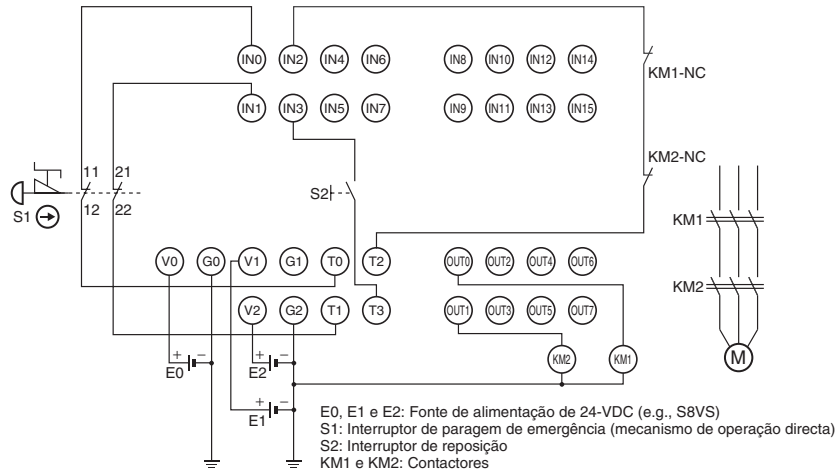 IN0 IN2 IN4 IN6 IN8 IN10 IN12 IN14
KM1-NC
IN1 IN3 IN5 IN7 IN9 IN11 IN13 IN15
KM2-NC
11 21
S2
12 22
S1
KM1
V0 G0 V1 G1 T0 T2 OUT0 OUT2 OUT4 OUT6
KM2
V2 G2 T1 T3 OUT1 OUT3 OUT5 OUT7
+ − + − KM2 KM1 M
E0 E2
+ −
E1
E0, E1 e E2: Fonte de alimentação de 24-VDC (e.g., S8VS)
S1: Interruptor de paragem de emergência (mecanismo de operação directa)
S2: Interruptor de reposição
KM1 e KM2: Contactores